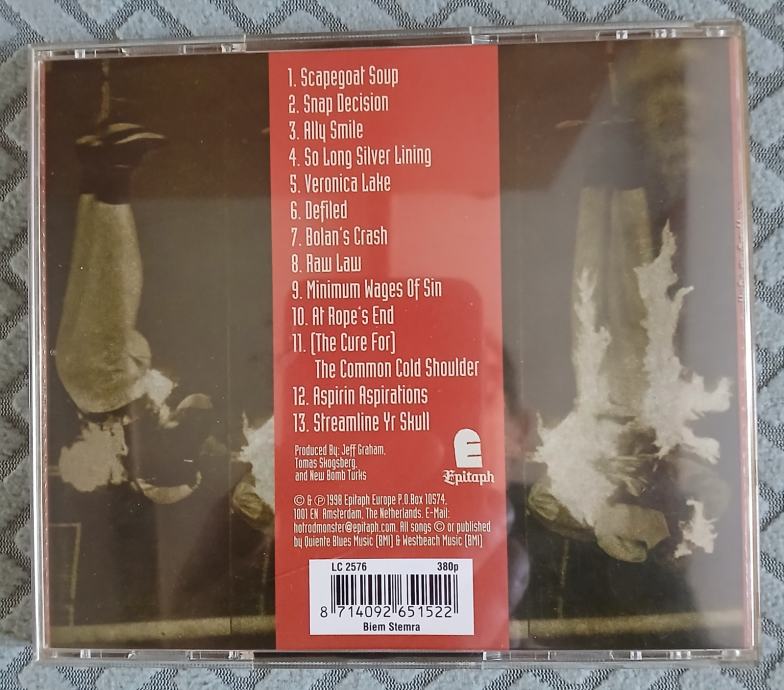 1. Scapegoat Soup
2. Snap Decision
3. Ally Smile
4. So Long Silver Lining
5. Veronica Lake
6. Defiled
7. Bolan's Crash
8. Raw Law
9. Minimum Wages Of Sin
10. At Rope's End
11. (The Cure For)
The Common Cold Shoulder
12. Aspirin Aspirations
13. Streamline Yr Skull
Produced By: Jeff Graham,
Tomas Skogsberg,
and New Bomb Turks
Epitaph
© & ℗ 1998 Epitaph Europe P.O.Box 10574,
1001 EN Amsterdam, The Netherlands. E-Mail:
hotrodmonster@epitaph.com. All songs © or published
by Quiente Blues Music (BMI) & Westbeach Music (BMI)
LC 2576 380p
8 714092 651522
Biem Stemra